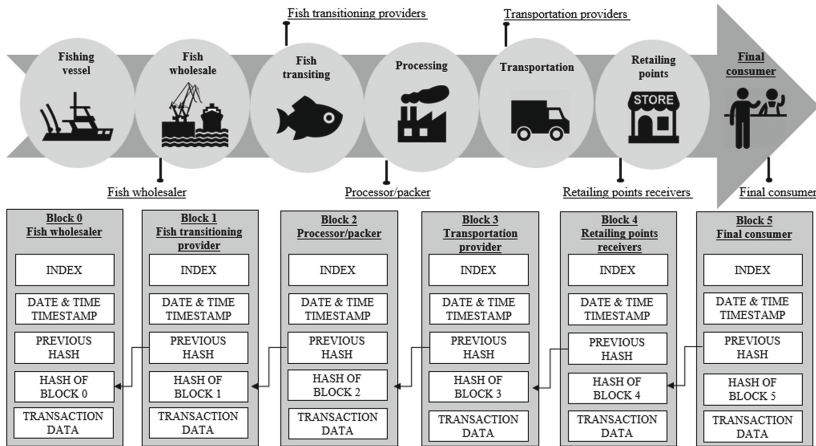 Fish transitioning providers
Transportation providers
Fishing
vessel
Fish
wholesale
Fish
transiting
Processing
Transportation
Retailing
points
Final
consumer
STORE
Fish wholesaler
Processor/packer
Retailing points receivers
Final consumer
Block 0
Fish wholesaler
INDEX
DATE & TIME
TIMESTAMP
PREVIOUS
HASH
HASH OF
BLOCK 0
TRANSACTION
DATA
Block 1
Fish transitioning
provider
INDEX
DATE & TIME
TIMESTAMP
PREVIOUS
HASH
HASH OF
BLOCK 1
TRANSACTION
DATA
Block 2
Processor/packer
INDEX
DATE & TIME
TIMESTAMP
PREVIOUS
HASH
HASH OF
BLOCK 2
TRANSACTION
DATA
Block 3
Transportation
provider
INDEX
DATE & TIME
TIMESTAMP
PREVIOUS
HASH
HASH OF
BLOCK 3
TRANSACTION
DATA
Block 4
Retailing points
receivers
INDEX
DATE & TIME
TIMESTAMP
PREVIOUS
HASH
HASH OF
BLOCK 4
TRANSACTION
DATA
Block 5
Final consumer
INDEX
DATE & TIME
TIMESTAMP
PREVIOUS
HASH
HASH OF
BLOCK 5
TRANSACTION
DATA